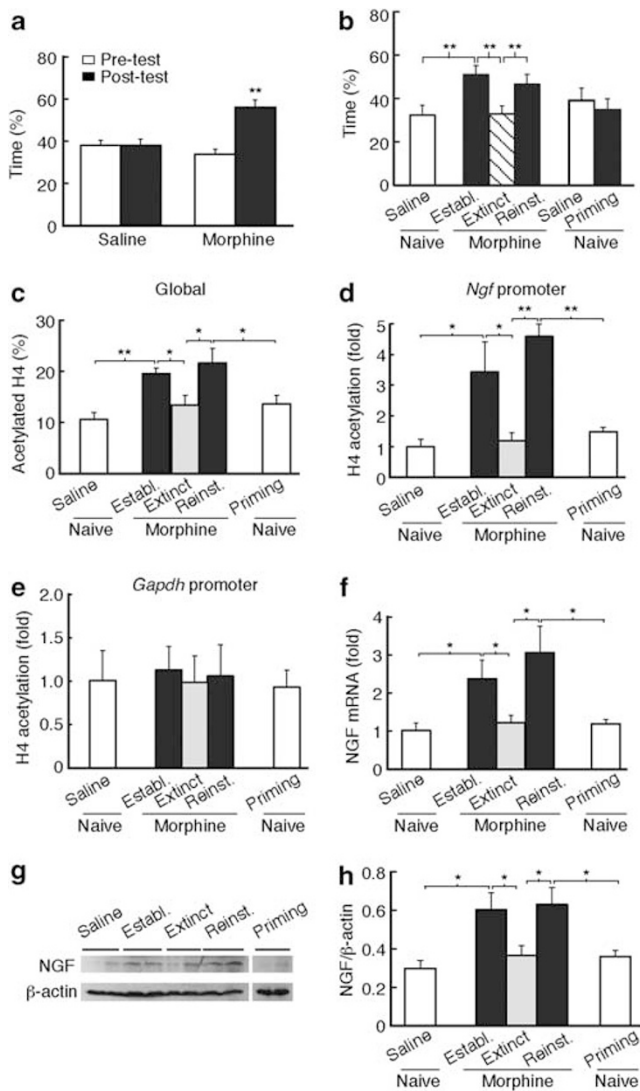 a
Pre-test
Post-test
Time (%)
80
60
40
20
0
**
Saline Morphine
b
Time (%)
80
60
40
20
0
** ** **
Saline Establ. Extinct Reinst. Saline Priming
Naive Morphine Naive
c
Global
Acetylated H4 (%)
30
20
10
0
** * * *
Saline Establ. Extinct Reinst. Priming
Naive Morphine Naive
d
Ngf promoter
H4 acetylation (fold)
5
4
3
2
1
0
* * ** **
Saline Establ. Extinct Reinst. Priming
Naive Morphine Naive
e
Gapdh promoter
H4 acetylation (fold)
2.0
1.5
1.0
0.5
0.0
Saline Establ. Extinct Reinst. Priming
Naive Morphine Naive
f
NGF mRNA (fold)
4
3
2
1
0
* * * *
Saline Establ. Extinct Reinst. Priming
Naive Morphine Naive
g
Saline Establ. Extinct Reinst. Priming
NGF
β-actin
h
NGF/β-actin
0.8
0.6
0.4
0.2
0
* * * *
Saline Establ. Extinct Reinst. Priming
Naive Morphine Naive